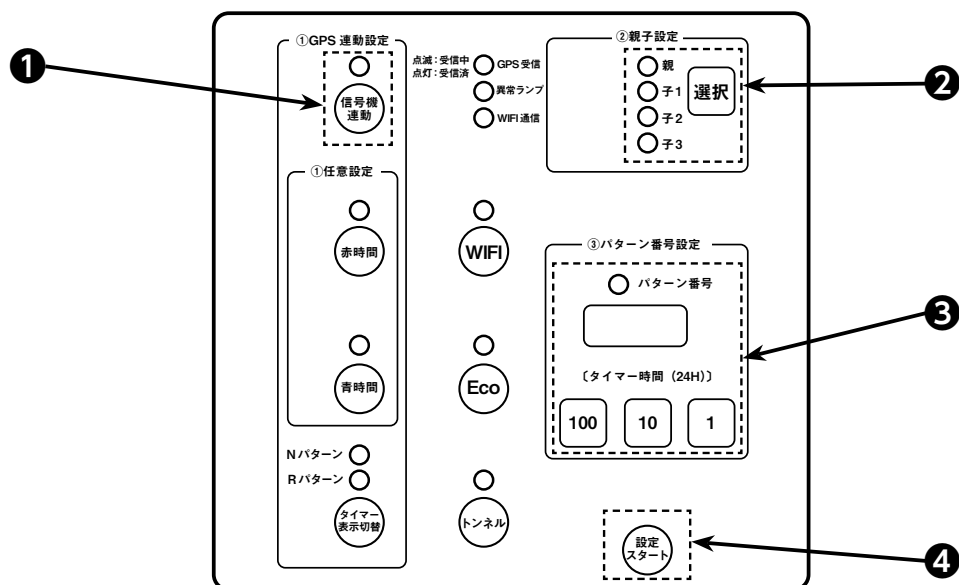 ①GPS 連動設定
❶
信号機
連動
点滅：受信中
点灯：受信済
GPS 受信
異常ランプ
WIFI 通信
②親子設定
親
子1
子2
子3
選択
❷
①任意設定
赤時間
WIFI
青時間
Eco
③パターン番号設定
パターン番号
〔タイマー時間（24H）〕
100
10
1
❸
N パターン
R パターン
タイマー
表示切替
トンネル
設定
スタート
❹